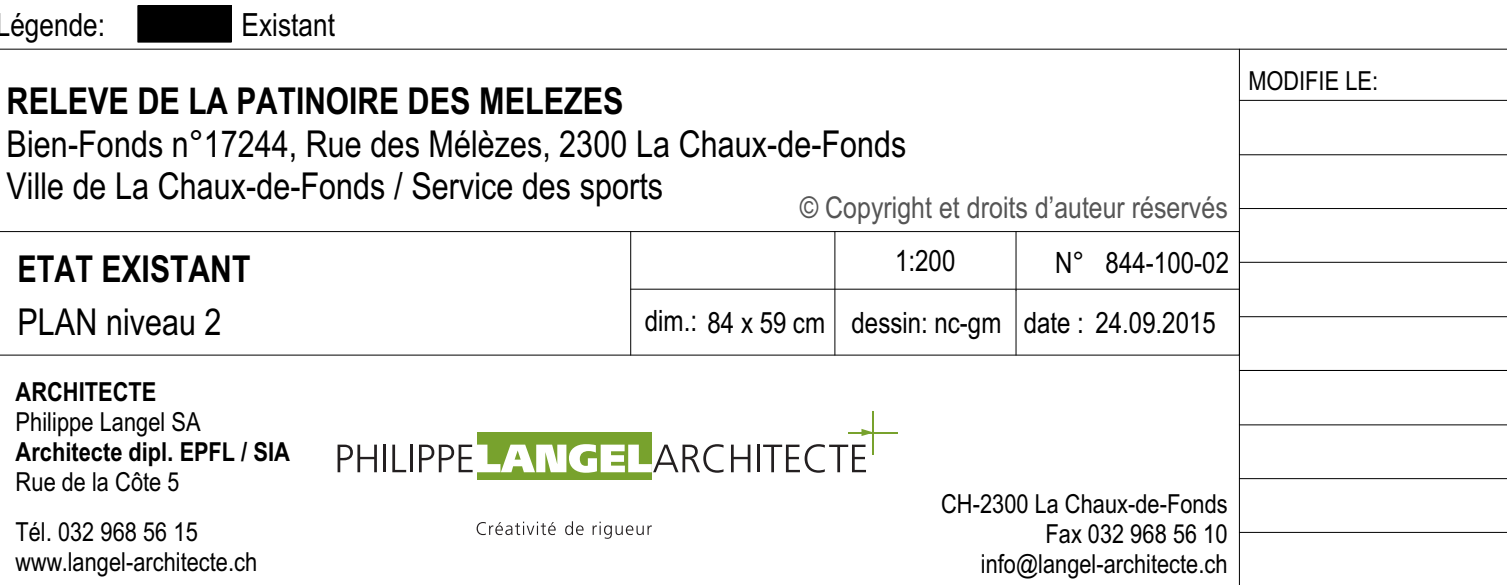 Légende: Existant
MODIFIE LE:
RELEVE DE LA PATINOIRE DES MELEZES
Bien-Fonds n°17244, Rue des Mélèzes, 2300 La Chaux-de-Fonds
Ville de La Chaux-de-Fonds / Service des sports
© Copyright et droits d'auteur réservés
ETAT EXISTANT
1:200
N° 844-100-02
PLAN niveau 2
dim.: 84 x 59 cm
dessin: nc-gm
date : 24.09.2015
ARCHITECTE
Philippe Langel SA
Architecte dipl. EPFL / SIA
Rue de la Côte 5
Tél. 032 968 56 15
www.langel-architecte.ch
PHILIPPELANGELARCHITECTE
Créativité de rigueur
CH-2300 La Chaux-de-Fonds
Fax 032 968 56 10
info@langel-architecte.ch